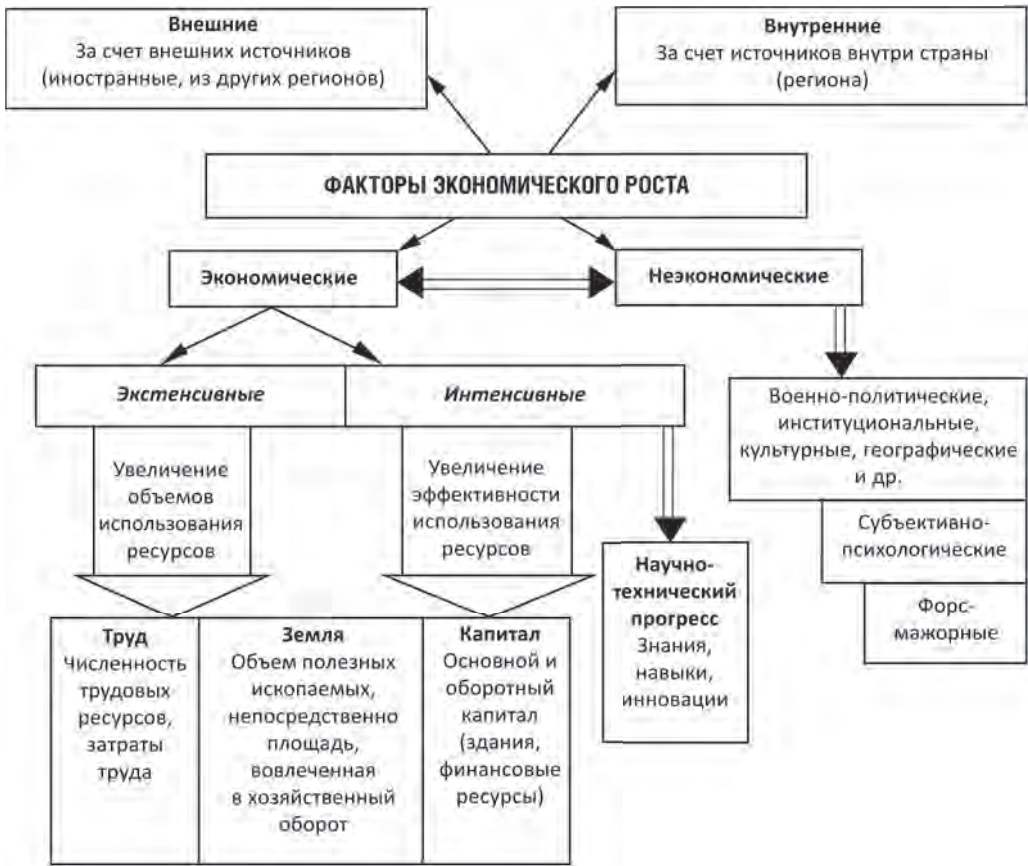 Внешние
За счет внешних источников
(иностранные, из других регионов)
Внутренние
За счет источников внутри страны
(региона)
ФАКТОРЫ ЭКОНОМИЧЕСКОГО РОСТА
Экономические
Неэкономические
Экстенсивные
Интенсивные
Увеличение
объемов
использования
ресурсов
Увеличение
эффективности
использования
ресурсов
Военно-политические,
институциональные,
культурные, географические
и др.
Субъективно-
психологические
Форс-
мажорные
Научно-
технический
прогресс
Знания,
навыки,
инновации
Труд
Численность
трудовых
ресурсов,
затраты
труда
Земля
Объем полезных
ископаемых,
непосредственно
площадь,
вовлеченная
в хозяйственный
оборот
Капитал
Основной и
оборотный
капитал
(здания,
финансовые
ресурсы)